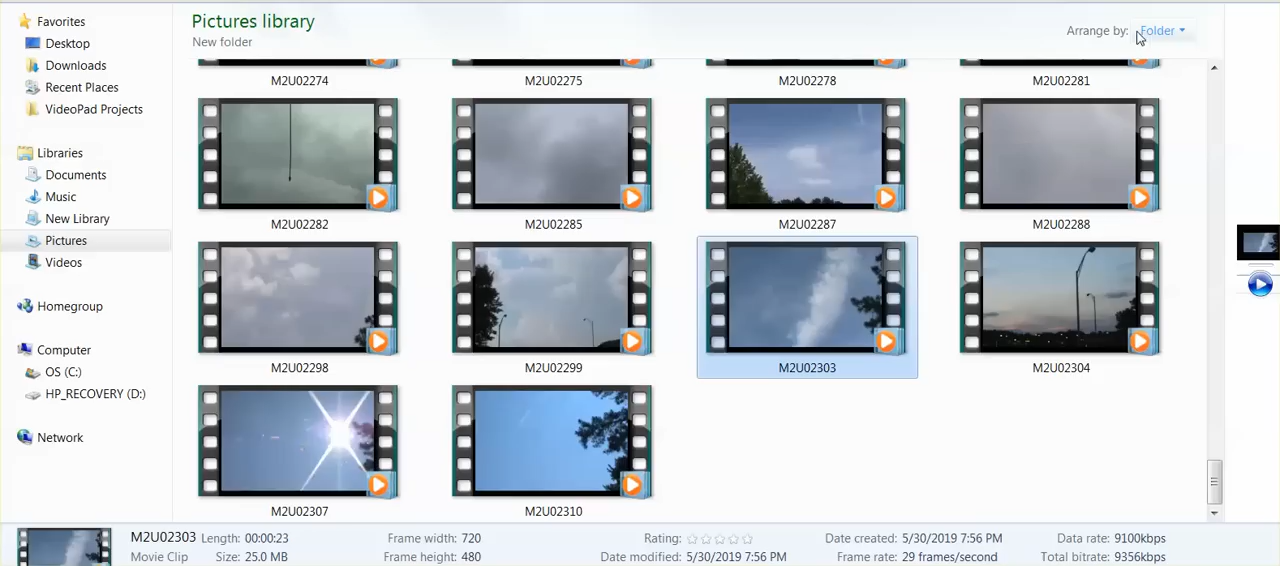 Favorites
Desktop
Downloads
Recent Places
VideoPad Projects
Libraries
Documents
Music
New Library
Pictures
Videos
Homegroup
Computer
OS (C:)
HP_RECOVERY (D:)
Network
Pictures library
New folder
Arrange by: Folder
M2U02274 M2U02275 M2U02278 M2U02281
M2U02282 M2U02285 M2U02287 M2U02288
M2U02298 M2U02299 M2U02303 M2U02304
M2U02307 M2U02310
M2U02303 Length: 00:00:23 Frame width: 720 Rating: Date created: 5/30/2019 7:56 PM Data rate: 9100kbps
Movie Clip Size: 25.0 MB Frame height: 480 Date modified: 5/30/2019 7:56 PM Frame rate: 29 frames/second Total bitrate: 9356kbps